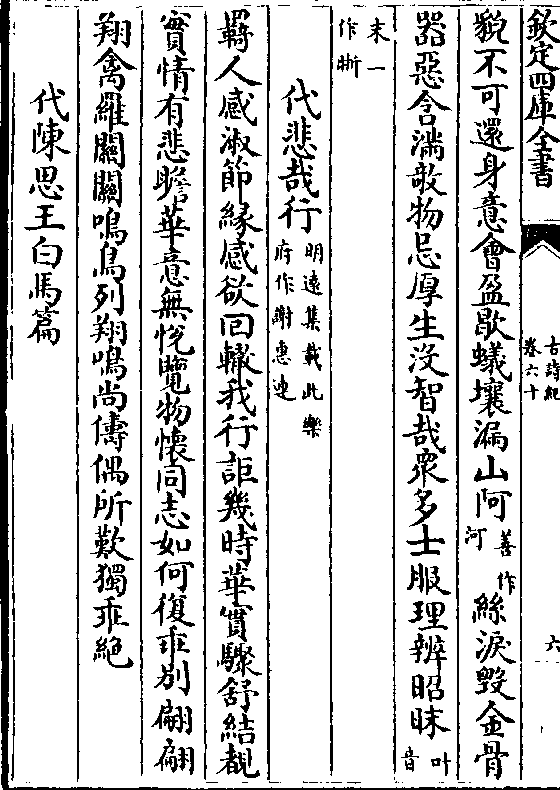 欽定四庫全書
古詩紀
卷六十
六
貌不可還身意會盈歇蟻壤漏山阿善作河絲淚毀金骨
器惡含滿欹物忌厚生沒智哉衆多士服理辨昭昧叶音
末一作晣
代悲哉行明遠集載此樂府作謝惠連
羇人感淑節緣感欲回轍我行詎幾時華實驟舒結覩
實情有悲瞻華意無悅覽物懷同志如何復乖別翩翩
翔禽羅關關鳴鳥列翔鳴尚儔偶所歎獨乖絕
代陳思王白馬篇